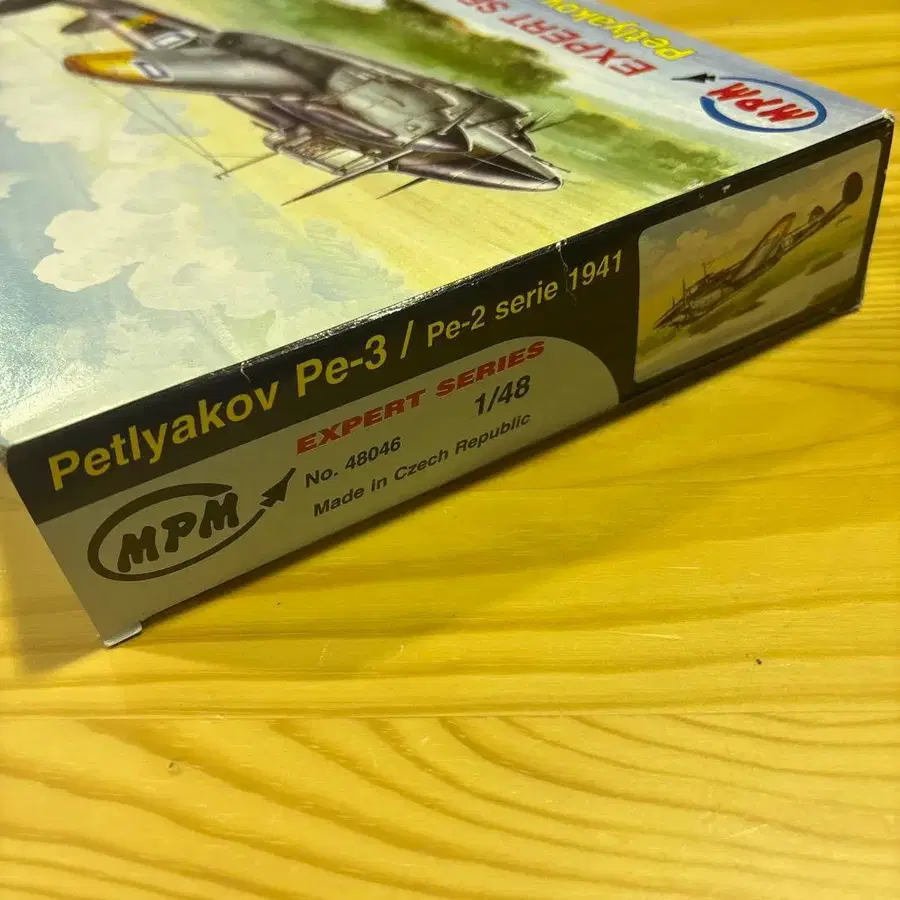 EXPERT SE
Petlyakov
MPM
Petlyakov Pe-3 / Pe-2 serie 1941
EXPERT SERIES
No. 48046 1/48
Made in Czech Republic
MPM